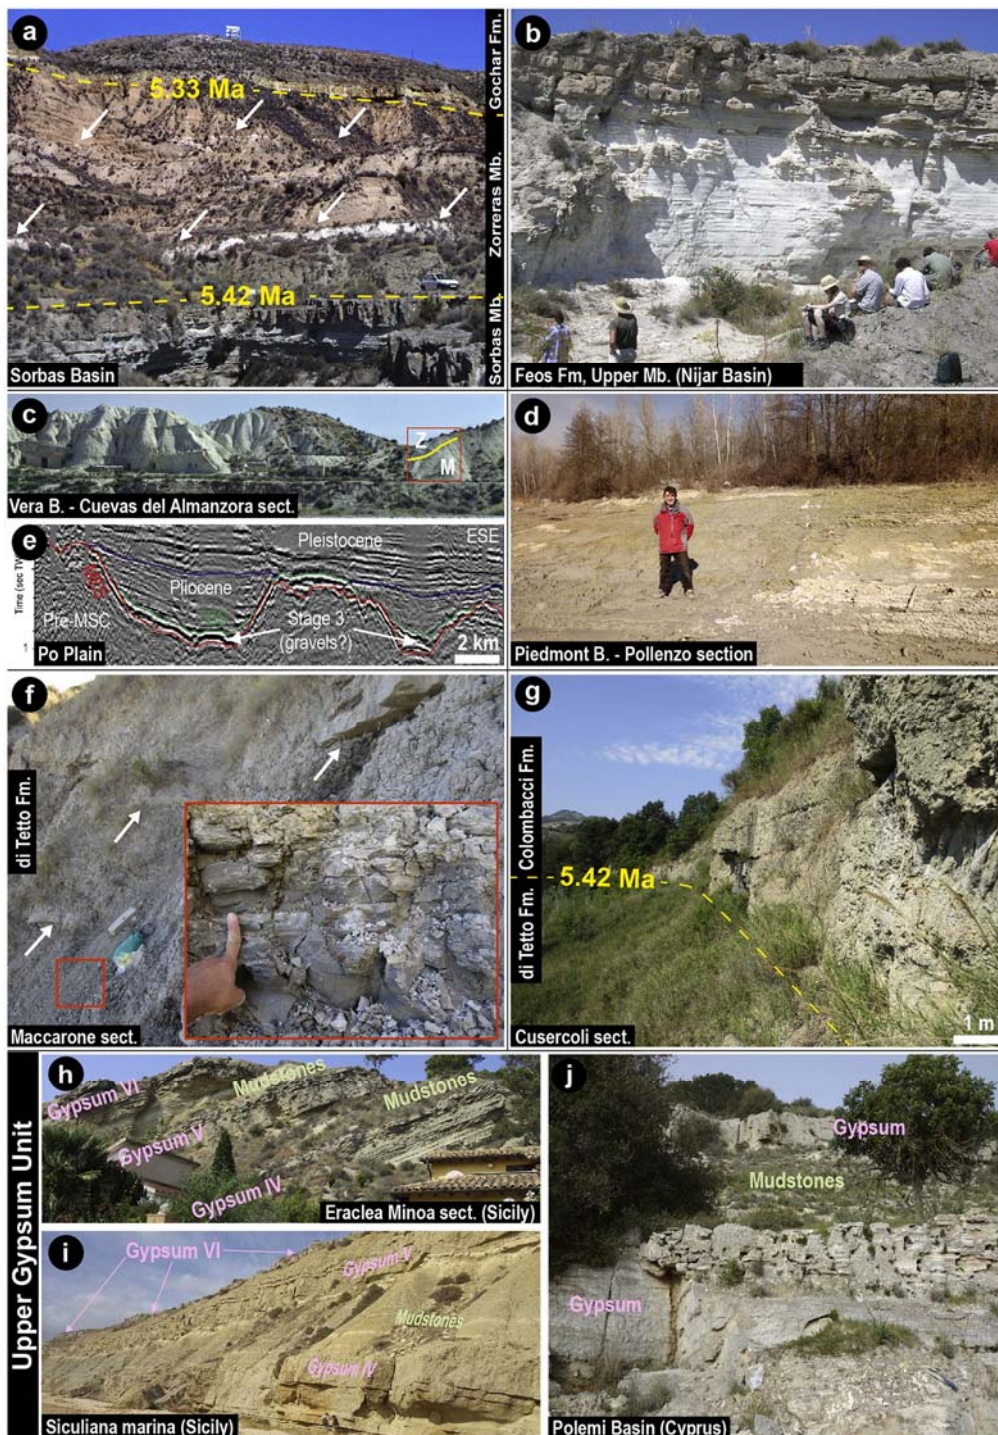 a
5.33 Ma
5.42 Ma
Sorbas Basin
Gochar Fm.
Zorreras Mb.
Sorbas Mb.
b
Feos Fm, Upper Mb. (Nijar Basin)
c
Z
M
Vera B. - Cuevas del Almanzora sect.
d
Piedmont B. - Pollenzo section
e
Pleistocene
ESE
Pliocene
Time (sec TW
Pre-MSC
Stage 3
(gravels?)
1
2 km
Po Plain
f
di Tetto Fm.
Maccarone sect.
g
Colombacci Fm.
di Tetto Fm.
5.42 Ma
1 m
Cusercoli sect.
Upper Gypsum Unit
h
Gypsum VI
Mudstones
Mudstones
Gypsum V
Gypsum IV
Eraclea Minoa sect. (Sicily)
i
Gypsum VI
Gypsum V
Mudstones
Gypsum IV
Siculiana marina (Sicily)
j
Gypsum
Mudstones
Gypsum
Polemi Basin (Cyprus)